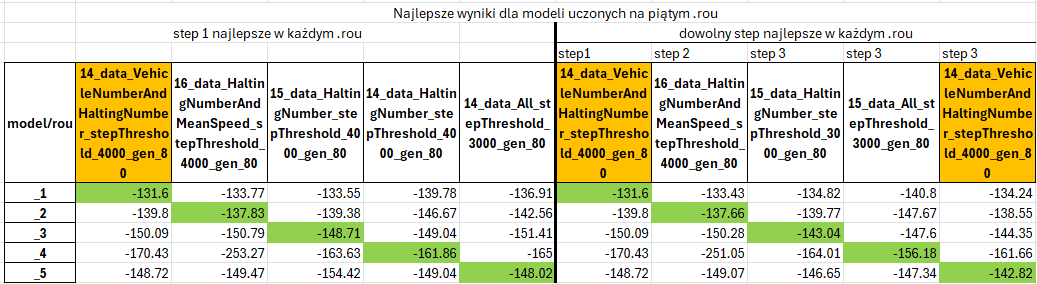 Najlepsze wyniki dla modeli uczonych na piątym .rou
step 1 najlepsze w każdym .rou dowolny step najlepsze w każdym .rou
step1 step 2 step 3 step 3 step 3
model/rou 14_data_VehicleNumberAndHaltingNumber_stepThreshold_4000_gen_80 16_data_HaltingNumberAndMeanSpeed_stepThreshold_4000_gen_80 15_data_HaltingNumber_stepThreshold_4000_gen_80 14_data_HaltingNumber_stepThreshold_4000_gen_80 14_data_All_stepThreshold_3000_gen_80 14_data_VehicleNumberAndHaltingNumber_stepThreshold_4000_gen_80 16_data_HaltingNumberAndMeanSpeed_stepThreshold_4000_gen_80 15_data_HaltingNumber_stepThreshold_3000_gen_80 15_data_All_stepThreshold_3000_gen_80 14_data_VehicleNumberAndHaltingNumber_stepThreshold_4000_gen_80
_1 -131.6 -133.77 -133.55 -139.78 -136.91 -131.6 -133.43 -134.82 -140.8 -134.24
_2 -139.8 -137.83 -139.38 -146.67 -142.56 -139.8 -137.66 -139.77 -147.67 -138.55
_3 -150.09 -150.79 -148.71 -149.04 -151.41 -150.09 -150.28 -143.04 -147.6 -144.35
_4 -170.43 -253.27 -163.63 -161.86 -165 -170.43 -251.05 -164.01 -156.18 -161.66
_5 -148.72 -149.47 -154.42 -149.04 -148.02 -148.72 -149.07 -146.65 -147.34 -142.82